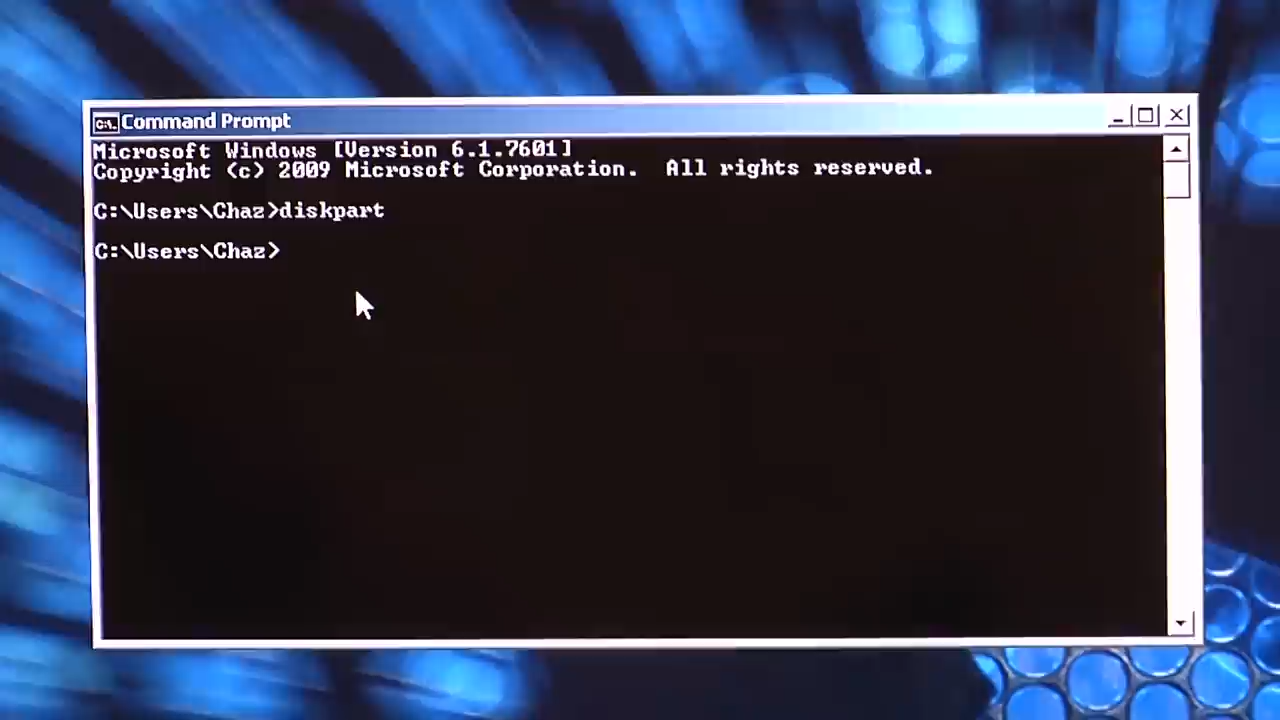 Command Prompt
Microsoft Windows [Version 6.1.7601]
Copyright (c) 2009 Microsoft Corporation.  All rights reserved.
C:\Users\Chaz>diskpart
C:\Users\Chaz>